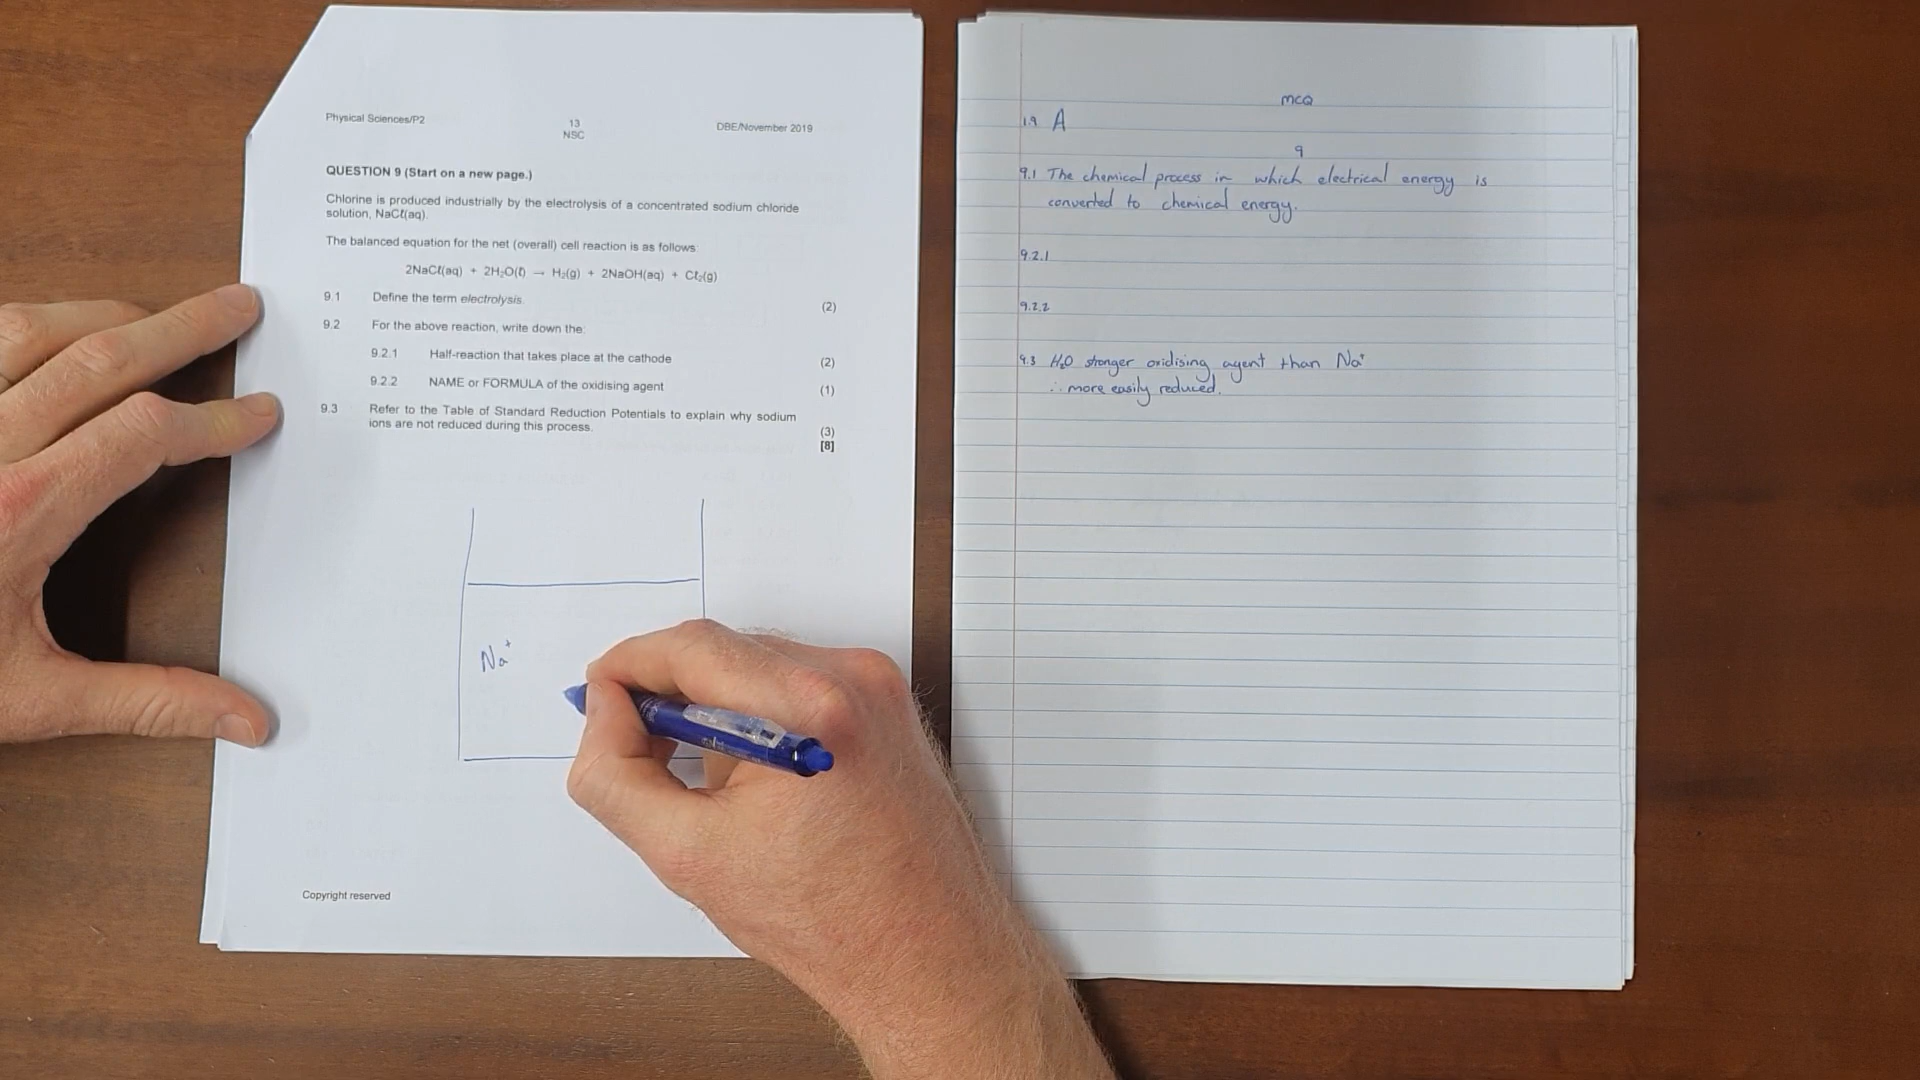 Physical Sciences/P2
13
NSC
DBE/November 2019
QUESTION 9 (Start on a new page.)
Chlorine is produced industrially by the electrolysis of a concentrated sodium chloride
solution, NaCℓ(aq).
The balanced equation for the net (overall) cell reaction is as follows:
2NaCℓ(aq) + 2H₂O(ℓ) → H₂(g) + 2NaOH(aq) + Cℓ₂(g)
9.1 Define the term electrolysis. (2)
9.2 For the above reaction, write down the:
9.2.1 Half-reaction that takes place at the cathode (2)
9.2.2 NAME or FORMULA of the oxidising agent (1)
9.3 Refer to the Table of Standard Reduction Potentials to explain why sodium
ions are not reduced during this process. (3)
[8]
Na⁺
Copyright reserved
MCQ
1.9 A
9
9.1 The chemical process in which electrical energy is
converted to chemical energy.
9.2.1
9.2.2
9.3 H₂O stronger oxidising agent than Na⁺
∴ more easily reduced.